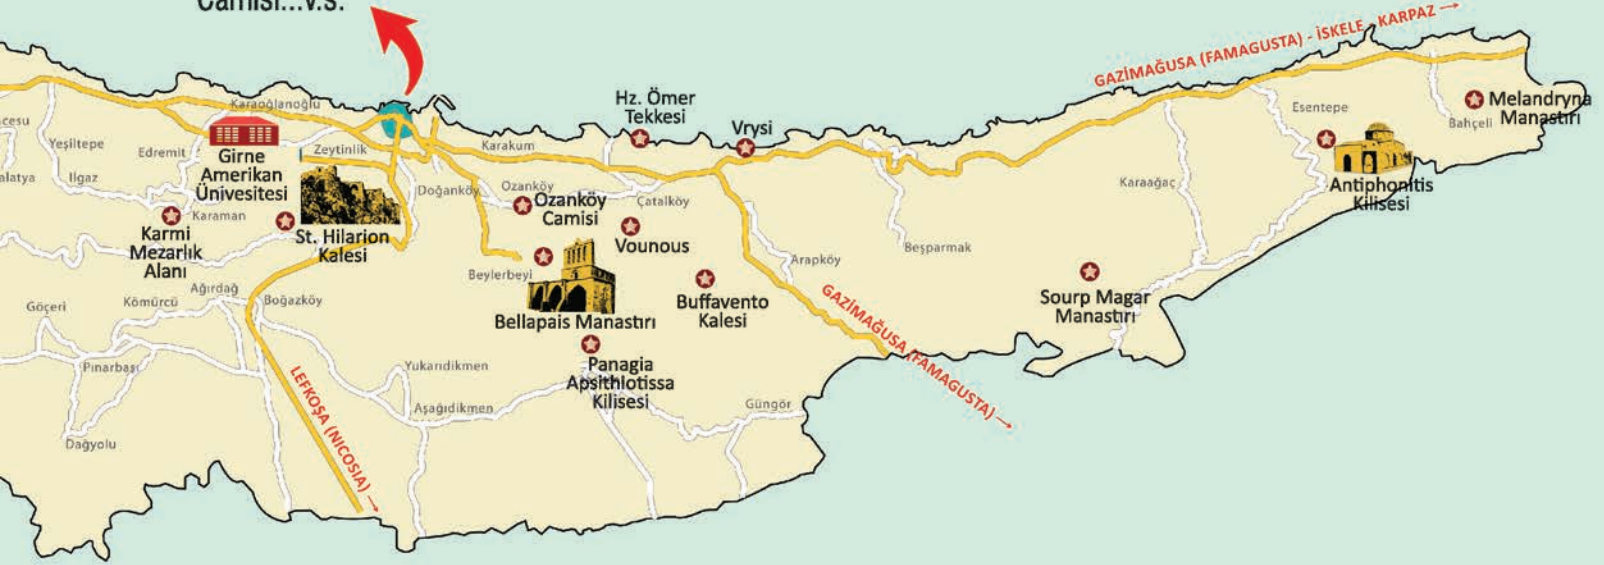 Camisi...v.s.
GAZİMAĞUSA (FAMAGUSTA) - İSKELE - KARPAZ →
Karaoğlanoğlu
Hz. Ömer
Tekkesi
Vrysi
Esentepe
Bahçeli
Melandryna
Manastırı
Yeşiltepe
Edremit
Girne
Amerikan
Ünivesitesi
Zeytinlik
Karakum
Ilgaz
Karaman
Doğanköy
Ozanköy
Ozanköy
Camisi
Çatalköy
Karaağaç
Antiphonitis
Kilisesi
Karmi
Mezarlık
Alanı
St. Hilarion
Kalesi
Vounous
Beşparmak
Arapköy
Beylerbeyi
Bellapais Manastırı
Buffavento
Kalesi
GAZİMAĞUSA (FAMAGUSTA) →
Sourp Magar
Manastırı
Göçeri
Kömürcü
Ağırdağ
Boğazköy
Pınarbaşı
LEFKOŞA (NICOSIA) →
Yukarıdikmen
Aşağıdikmen
Panagia
Apsithlotissa
Kilisesi
Güngör
Dağyolu